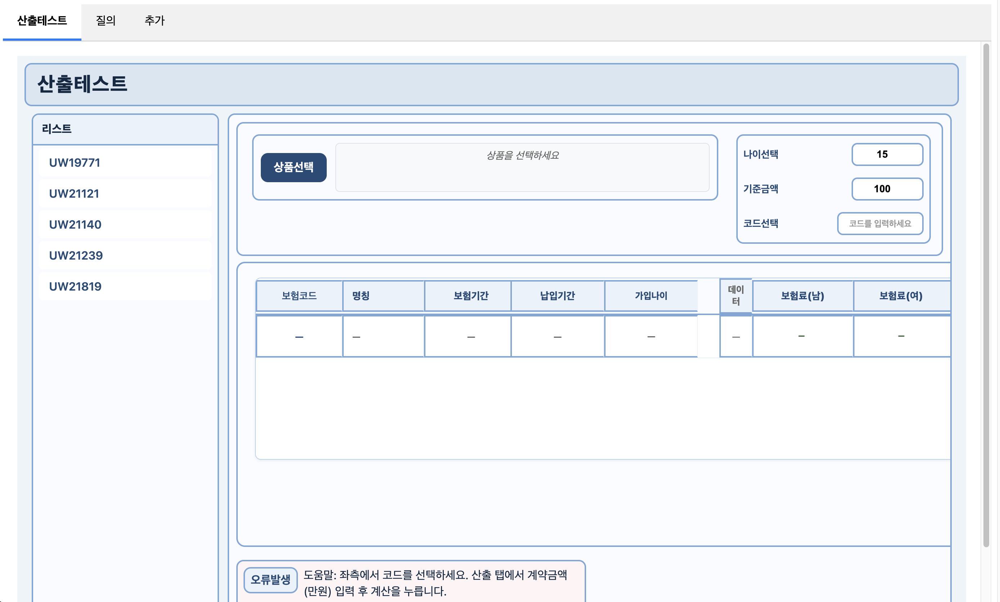 산출테스트
질의
추가
산출테스트
리스트
UW19771
UW21121
UW21140
UW21239
UW21819
상품선택
상품을 선택하세요
나이선택
15
기준금액
100
코드선택
코드를 입력하세요
보험코드
명칭
보험기간
납입기간
가입나이
데이
터
보험료(남)
보험료(여)
—
—
—
—
—
—
–
–
오류발생
도움말: 좌측에서 코드를 선택하세요. 산출 탭에서 계약금액
(만원) 입력 후 계산을 누릅니다.